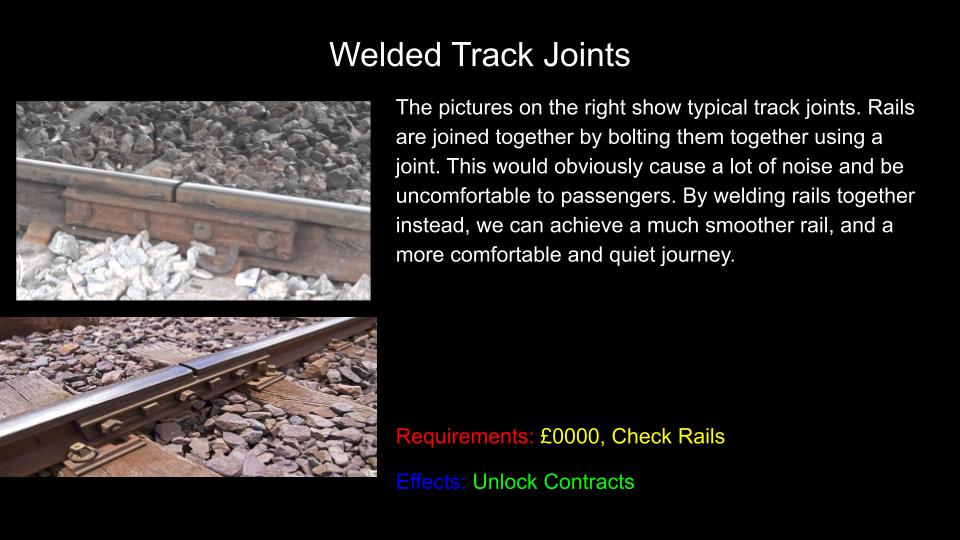 Welded Track Joints
The pictures on the right show typical track joints. Rails
are joined together by bolting them together using a
joint. This would obviously cause a lot of noise and be
uncomfortable to passengers. By welding rails together
instead, we can achieve a much smoother rail, and a
more comfortable and quiet journey.
Requirements: £0000, Check Rails
Effects: Unlock Contracts